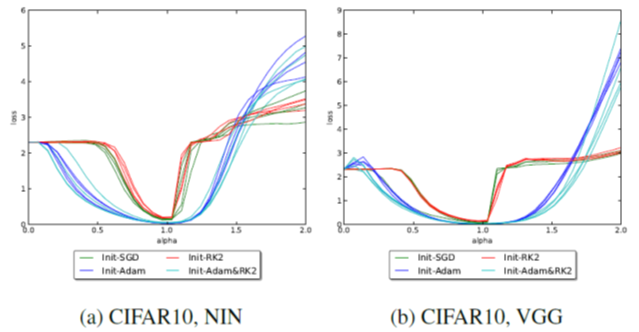 6
5
4
3
2
1
0
loss
0.0 0.5 1.0 1.5 2.0
alpha
Init-SGD Init-RK2
Init-Adam Init-Adam&RK2
(a) CIFAR10, NIN
9
8
7
6
5
4
3
2
1
0
loss
0.0 0.5 1.0 1.5 2.0
alpha
Init-SGD Init-RK2
Init-Adam Init-Adam&RK2
(b) CIFAR10, VGG